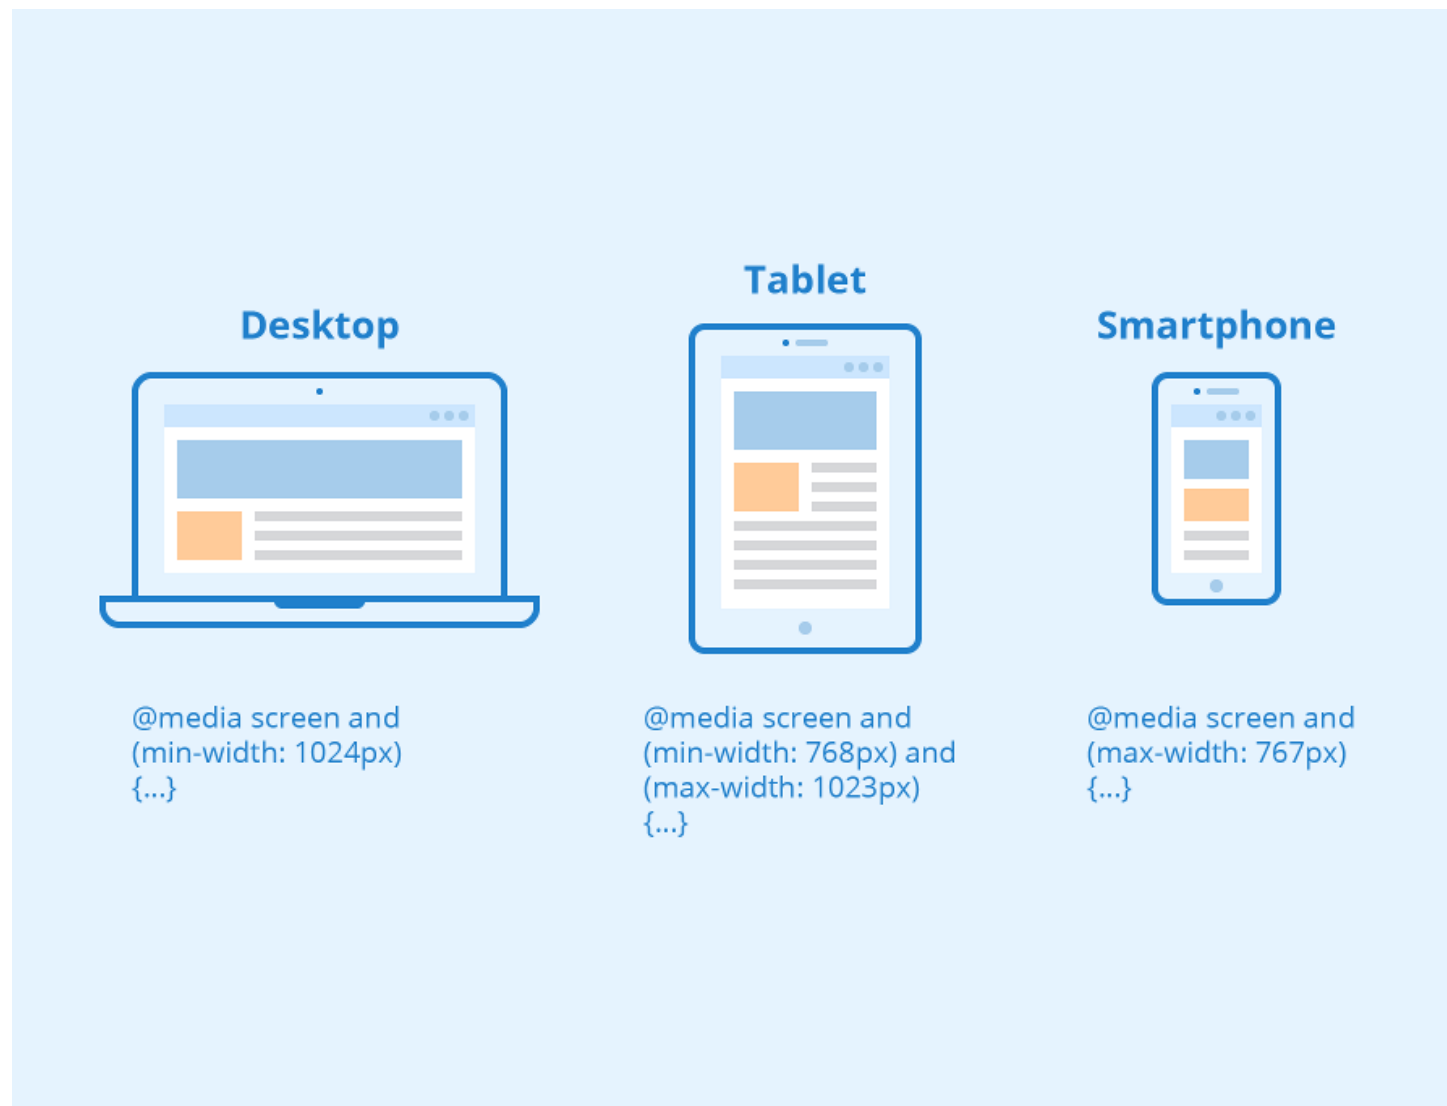 Desktop
@media screen and
(min-width: 1024px)
{...}
Tablet
@media screen and
(min-width: 768px) and
(max-width: 1023px)
{...}
Smartphone
@media screen and
(max-width: 767px)
{...}